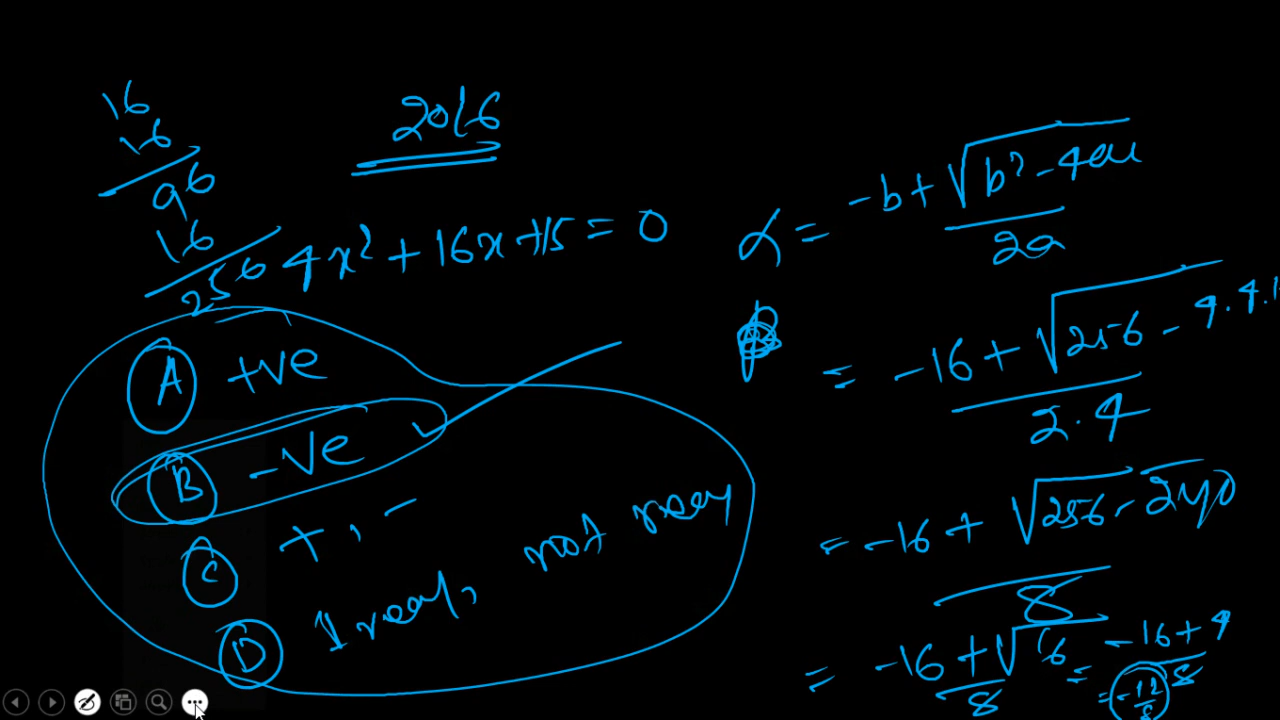 16
16
96
16
256
2016
4x² + 16x + 15 = 0
A +ve
B -ve
C +, -
D 1 real, not real
α = -b + √b² - 4ac / 2a
= -16 + √256 - 4.4.1 / 2.4
= -16 + √256 - 240 / 8
= -16 + √16 / 8 = -16 + 4 / 8
= -12 / 8